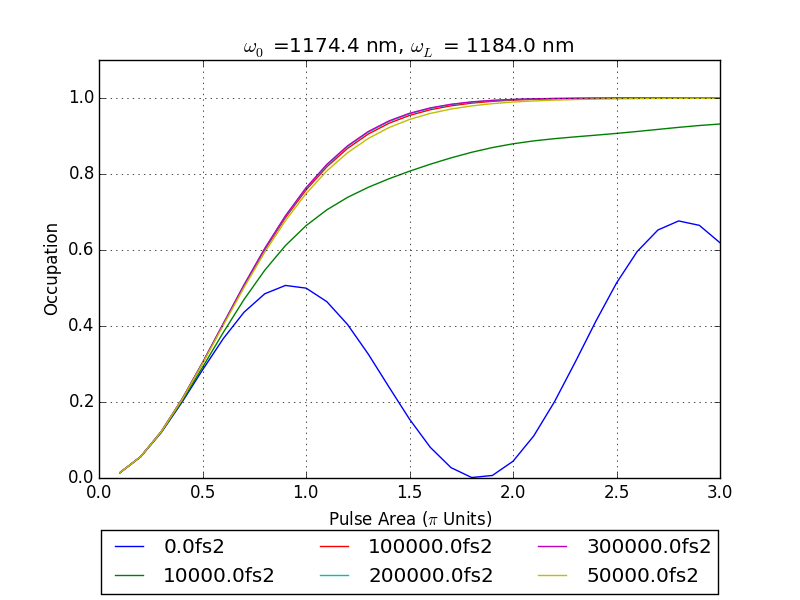 ω0 =1174.4 nm, ωL = 1184.0 nm
1.0
0.8
0.6
0.4
0.2
0.0
Occupation
0.0 0.5 1.0 1.5 2.0 2.5 3.0
Pulse Area (π Units)
0.0fs2 100000.0fs2 300000.0fs2
10000.0fs2 200000.0fs2 50000.0fs2